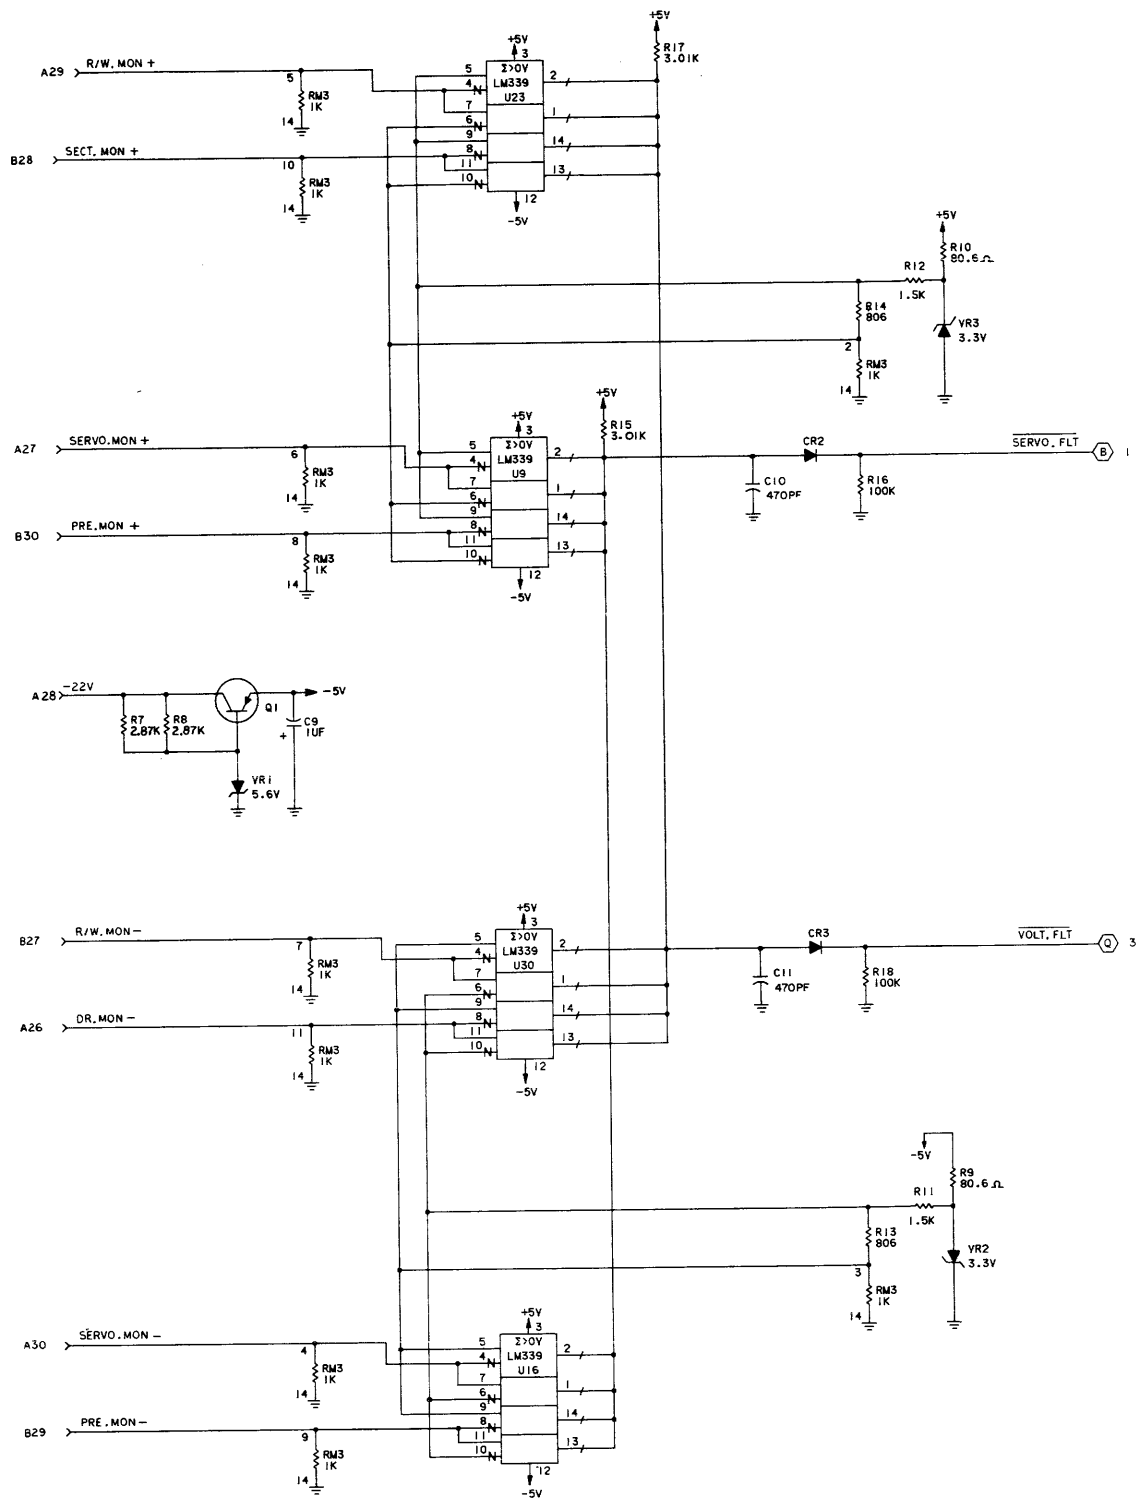 +5V
R17
3.01K
+5V
3
A29 R/W. MON +
5
RM3
1K
14
5
4 N
7
6 N
9
8 N
11
10 N
Σ>0V
LM339
U23
2
1
14
13
12
-5V
B28 SECT. MON +
10
RM3
1K
14
+5V
R10
80.6Ω
R12
1.5K
R14
806
VR3
3.3V
2
RM3
1K
14
+5V
R15
3.01K
+5V
3
A27 SERVO.MON +
6
RM3
1K
14
5
4 N
7
6 N
9
8 N
11
10 N
Σ>0V
LM339
U9
2
1
14
13
12
-5V
B30 PRE.MON +
8
RM3
1K
14
CR2
C10
470PF
R16
100K
SERVO.FLT
B 1
A28 -22V
R7
2.87K
R8
2.87K
Q1
-5V
C9
1UF
+
VR1
5.6V
+5V
3
B27 R/W.MON-
7
RM3
1K
14
5
4 N
7
6 N
9
8 N
11
10 N
Σ>0V
LM339
U30
2
1
14
13
12
-5V
A26 DR.MON-
11
RM3
1K
14
CR3
C11
470PF
R18
100K
VOLT.FLT
Q 3
-5V
R9
80.6Ω
R11
1.5K
R13
806
VR2
3.3V
3
RM3
1K
14
+5V
3
A30 SERVO.MON-
4
RM3
1K
14
5
4 N
7
6 N
9
8 N
11
10 N
Σ>0V
LM339
U16
2
1
14
13
12
-5V
B29 PRE.MON-
9
RM3
1K
14